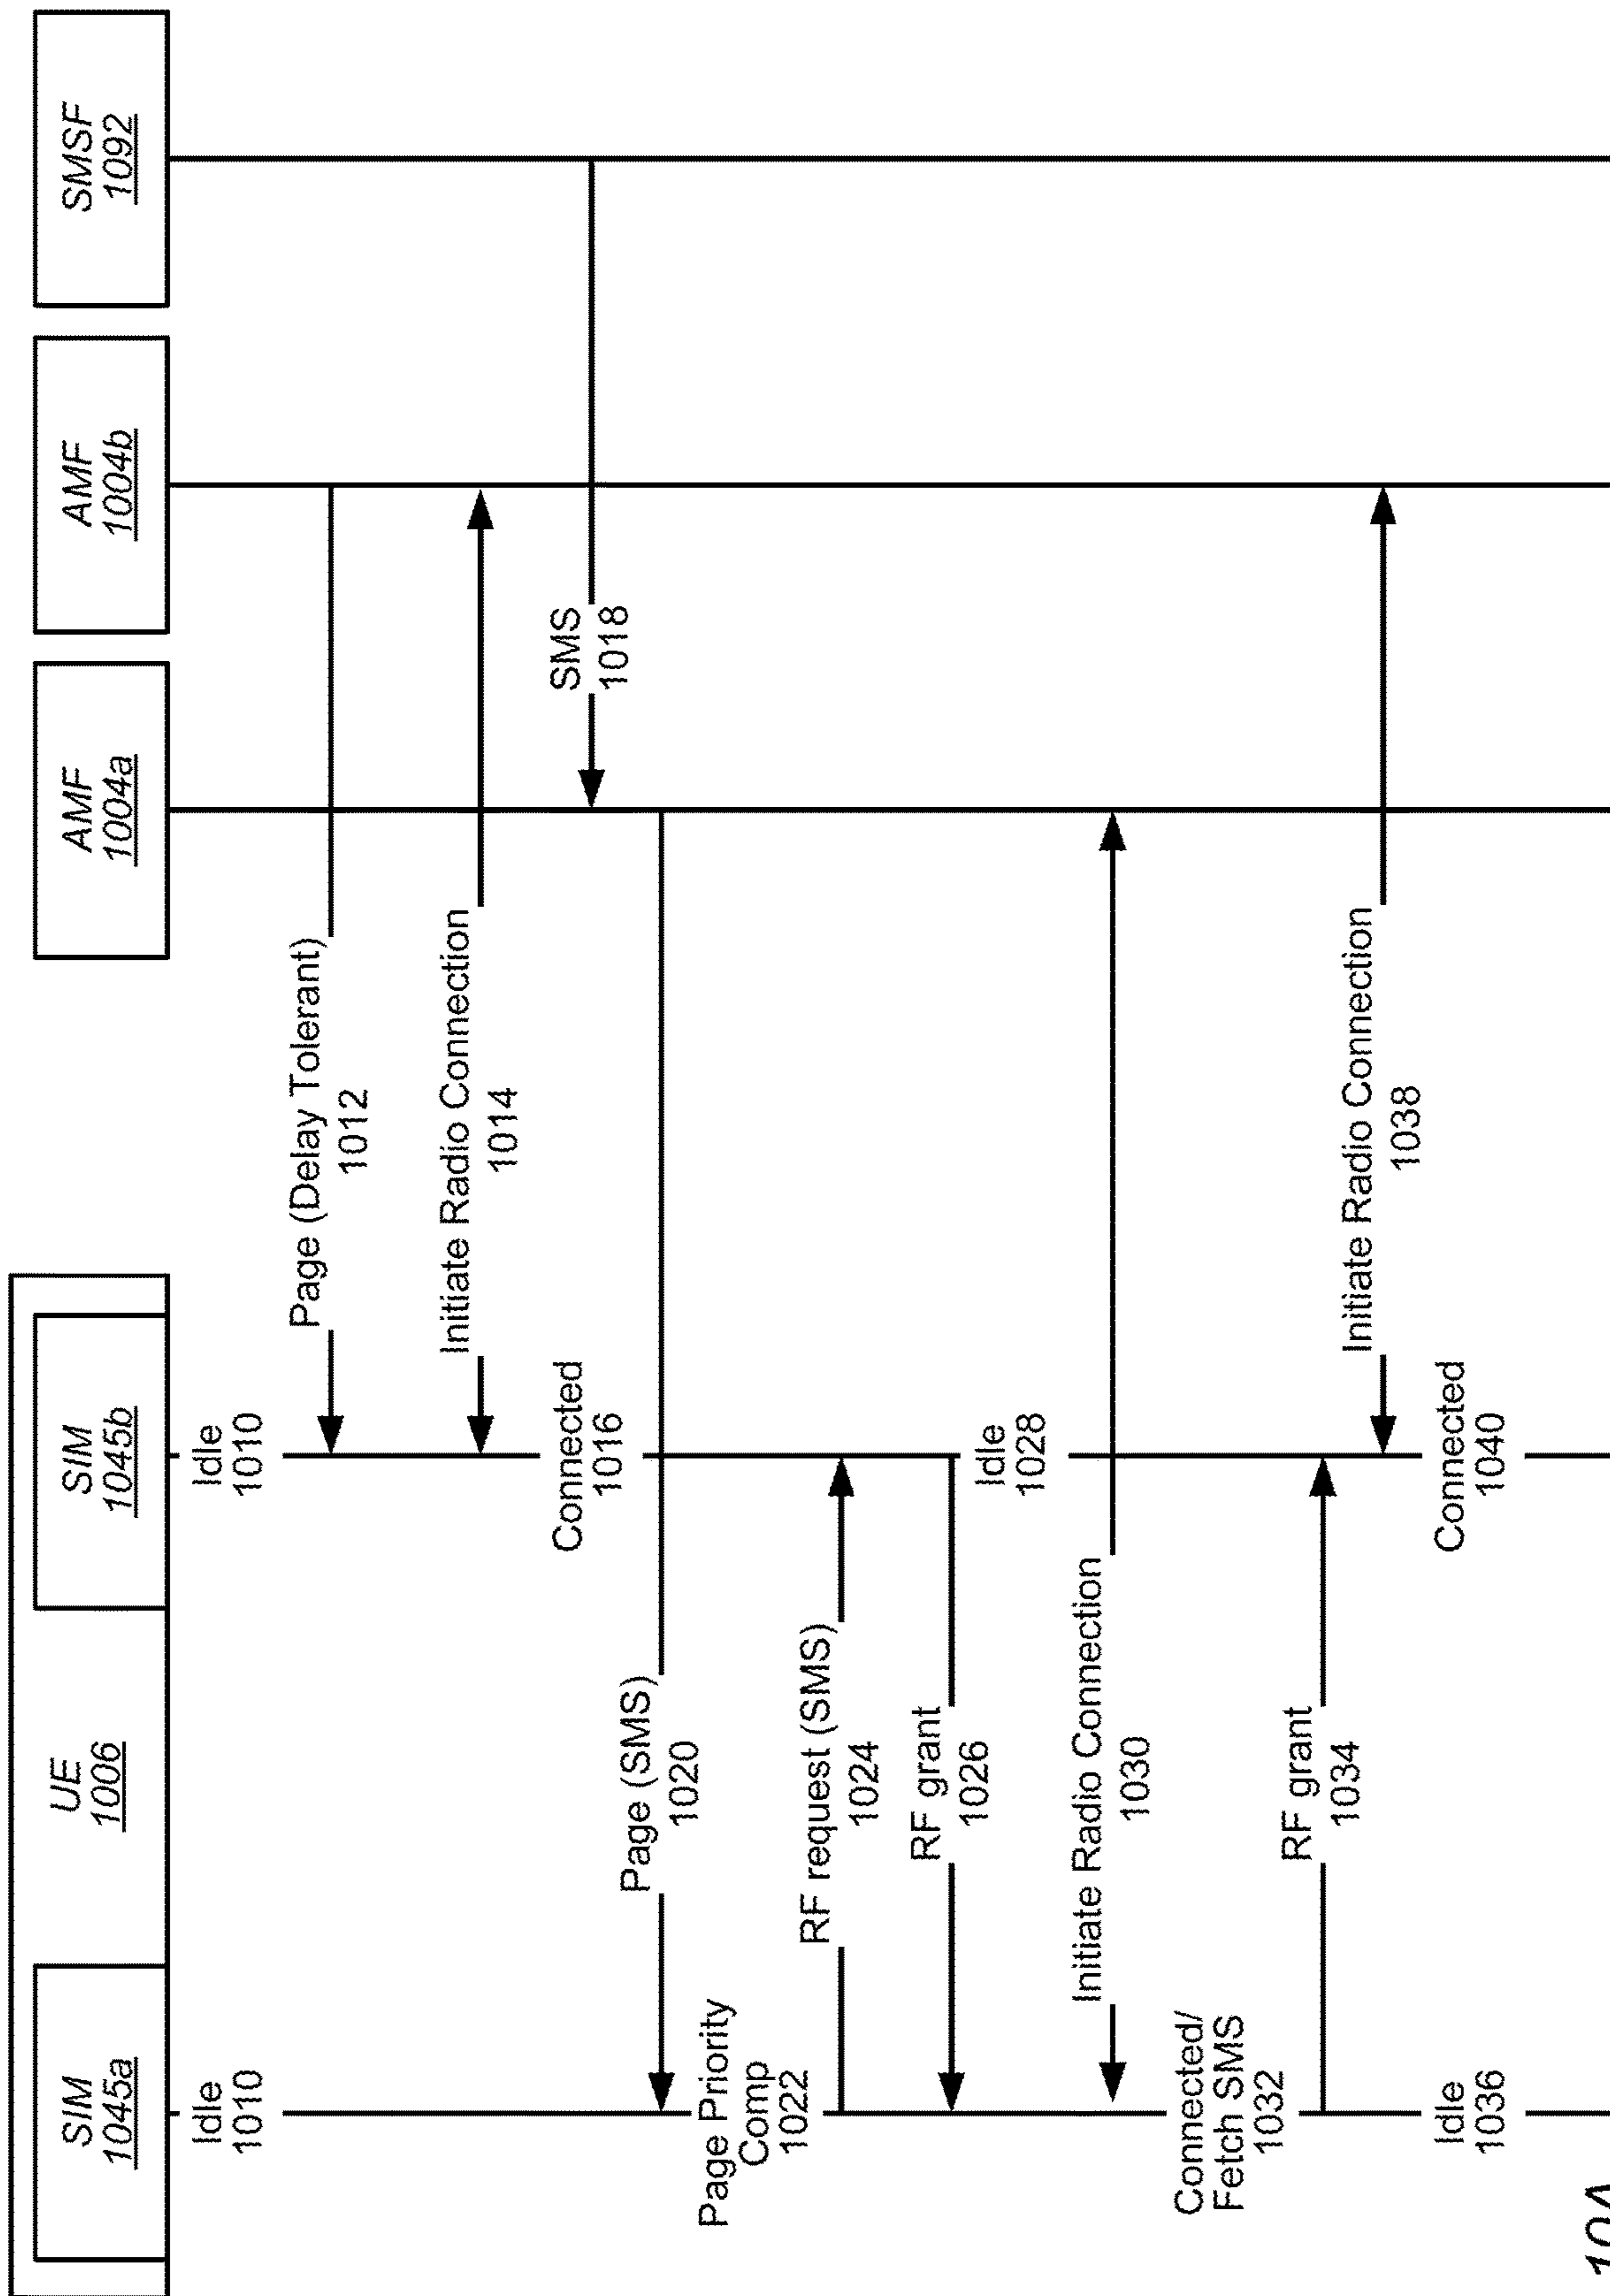 UE
1006
SIM
1045a
SIM
1045b
AMF
1004a
AMF
1004b
SMSF
1092
Idle
1010
Idle
1010
Page (Delay Tolerant)
1012
Initiate Radio Connection
1014
Connected
1016
SMS
1018
Page (SMS)
1020
Page Priority
Comp
1022
RF request (SMS)
1024
RF grant
1026
Idle
1028
Initiate Radio Connection
1030
Connected/
Fetch SMS
1032
RF grant
1034
Idle
1036
Initiate Radio Connection
1038
Connected
1040
10A